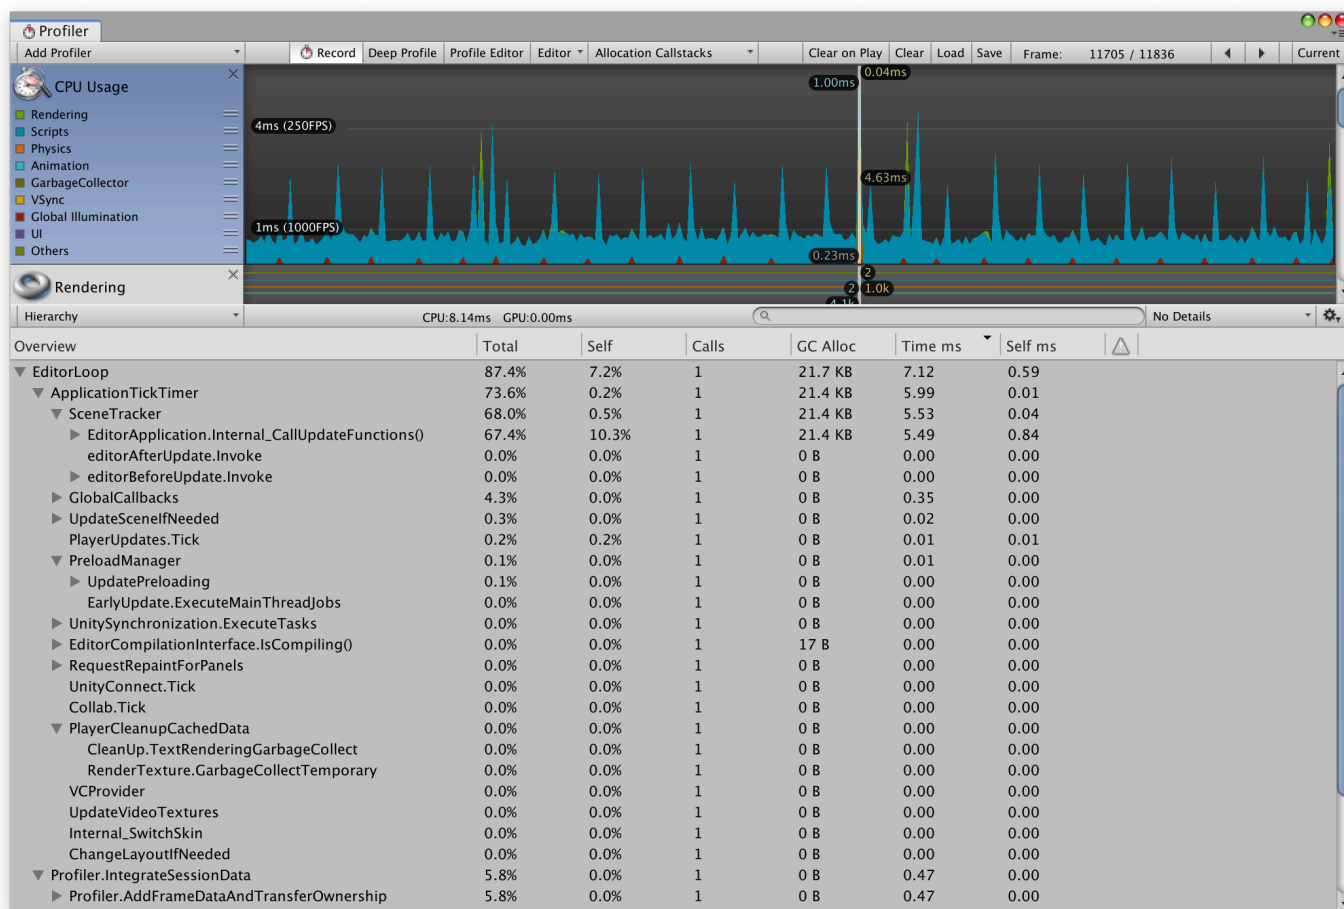 Profiler
Add Profiler Record Deep Profile Profile Editor Editor Allocation Callstacks Clear on Play Clear Load Save Frame: 11705 / 11836 Current
CPU Usage
Rendering
Scripts
Physics
Animation
GarbageCollector
VSync
Global Illumination
UI
Others
0.04ms
1.00ms
4ms (250FPS)
4.63ms
1ms (1000FPS)
0.23ms
Rendering
2
2 1.0k
Hierarchy CPU:8.14ms GPU:0.00ms No Details
Overview Total Self Calls GC Alloc Time ms Self ms
EditorLoop 87.4% 7.2% 1 21.7 KB 7.12 0.59
ApplicationTickTimer 73.6% 0.2% 1 21.4 KB 5.99 0.01
SceneTracker 68.0% 0.5% 1 21.4 KB 5.53 0.04
EditorApplication.Internal_CallUpdateFunctions() 67.4% 10.3% 1 21.4 KB 5.49 0.84
editorAfterUpdate.Invoke 0.0% 0.0% 1 0 B 0.00 0.00
editorBeforeUpdate.Invoke 0.0% 0.0% 1 0 B 0.00 0.00
GlobalCallbacks 4.3% 0.0% 1 0 B 0.35 0.00
UpdateSceneIfNeeded 0.3% 0.0% 1 0 B 0.02 0.00
PlayerUpdates.Tick 0.2% 0.2% 1 0 B 0.01 0.01
PreloadManager 0.1% 0.0% 1 0 B 0.01 0.00
UpdatePreloading 0.1% 0.0% 1 0 B 0.00 0.00
EarlyUpdate.ExecuteMainThreadJobs 0.0% 0.0% 1 0 B 0.00 0.00
UnitySynchronization.ExecuteTasks 0.0% 0.0% 1 0 B 0.00 0.00
EditorCompilationInterface.IsCompiling() 0.0% 0.0% 1 17 B 0.00 0.00
RequestRepaintForPanels 0.0% 0.0% 1 0 B 0.00 0.00
UnityConnect.Tick 0.0% 0.0% 1 0 B 0.00 0.00
Collab.Tick 0.0% 0.0% 1 0 B 0.00 0.00
PlayerCleanupCachedData 0.0% 0.0% 1 0 B 0.00 0.00
CleanUp.TextRenderingGarbageCollect 0.0% 0.0% 1 0 B 0.00 0.00
RenderTexture.GarbageCollectTemporary 0.0% 0.0% 1 0 B 0.00 0.00
VCProvider 0.0% 0.0% 1 0 B 0.00 0.00
UpdateVideoTextures 0.0% 0.0% 1 0 B 0.00 0.00
Internal_SwitchSkin 0.0% 0.0% 1 0 B 0.00 0.00
ChangeLayoutIfNeeded 0.0% 0.0% 1 0 B 0.00 0.00
Profiler.IntegrateSessionData 5.8% 0.0% 1 0 B 0.47 0.00
Profiler.AddFrameDataAndTransferOwnership 5.8% 0.0% 1 0 B 0.47 0.00